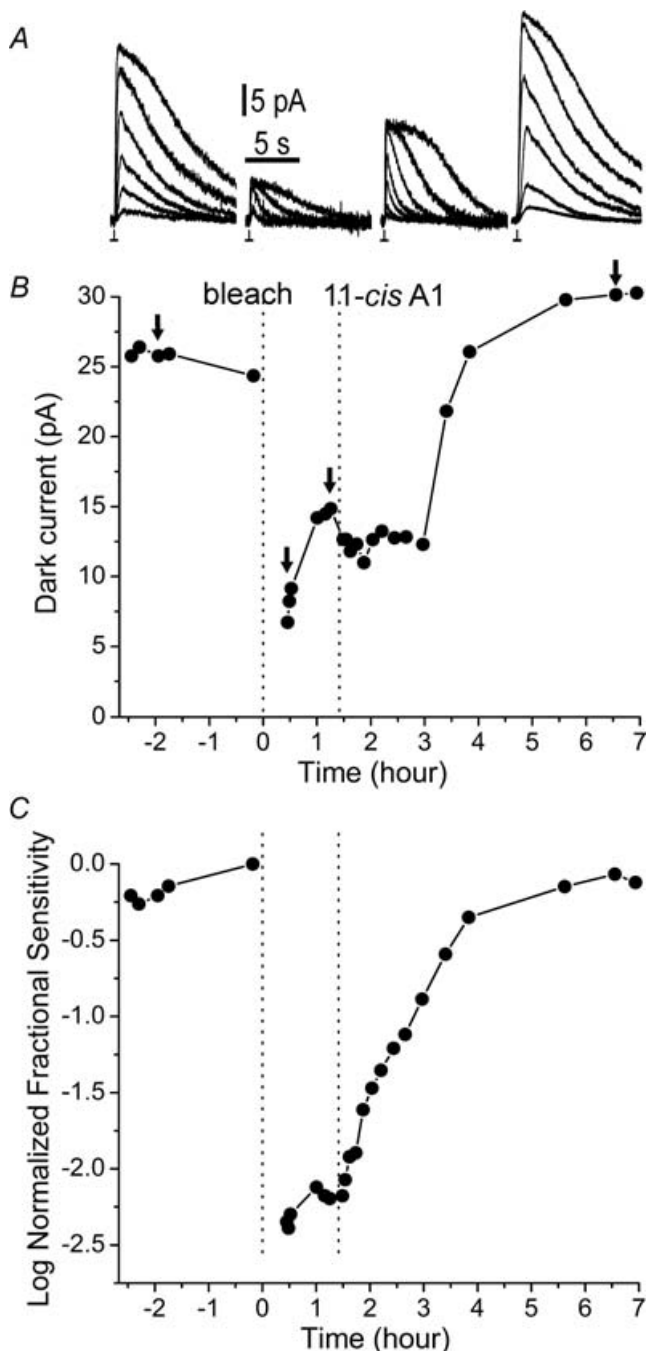 A
5 pA
5 s
B
bleach 11-cis A1
30
25
20
15
10
5
0
Dark current (pA)
-2 -1 0 1 2 3 4 5 6 7
Time (hour)
C
0.0
-0.5
-1.0
-1.5
-2.0
-2.5
Log Normalized Fractional Sensitivity
-2 -1 0 1 2 3 4 5 6 7
Time (hour)